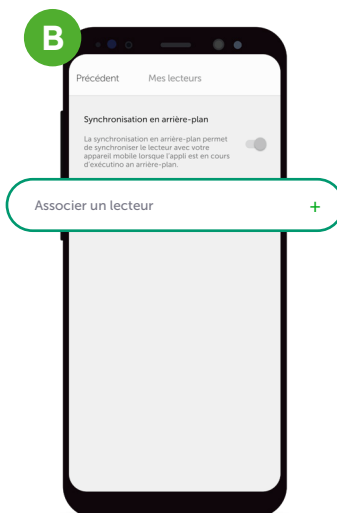 B
Précédent Mes lecteurs
Synchronisation en arrière-plan
La synchronisation en arrière-plan permet
de synchroniser le lecteur avec votre
appareil mobile lorsque l'appli est en cours
d'exécutino an arrière-plan.
Associer un lecteur +